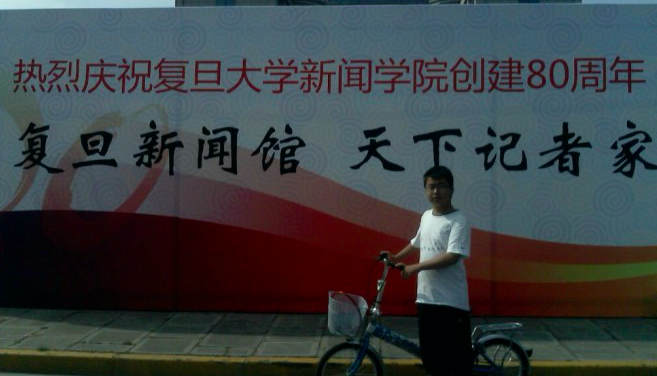 热烈庆祝复旦大学新闻学院创建80周年
复旦新闻馆 天下记者家